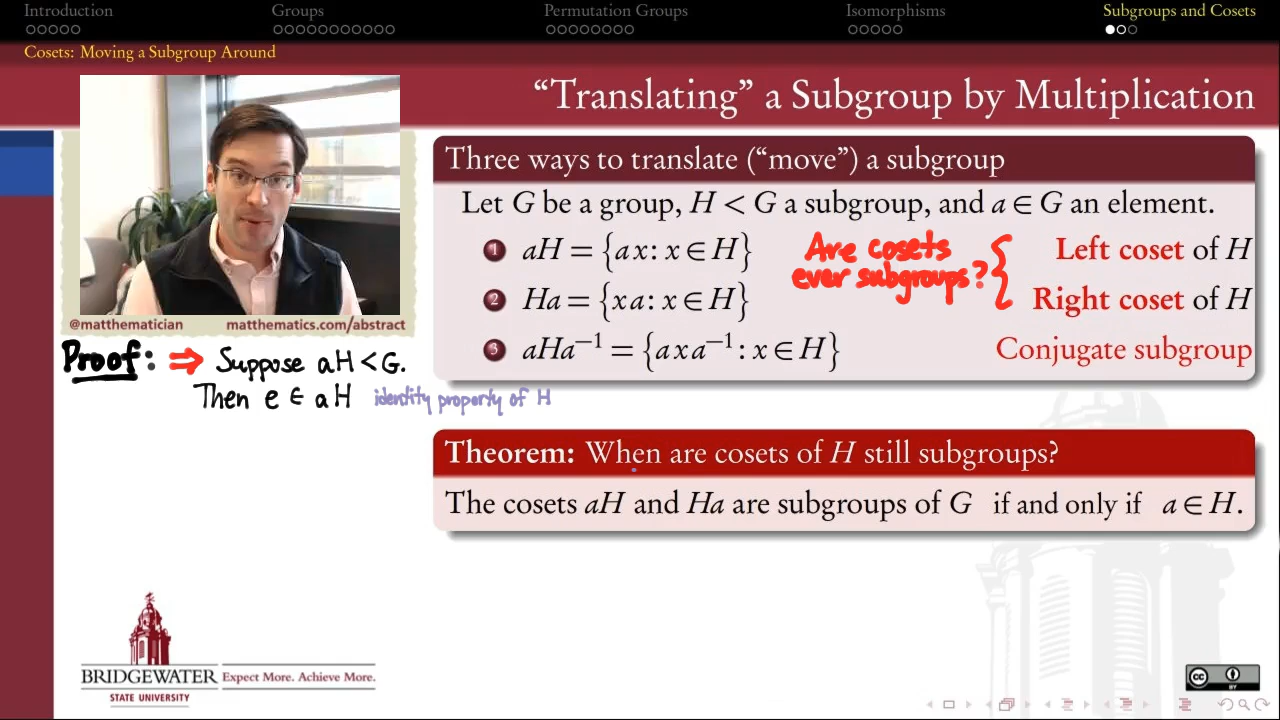 Introduction Groups Permutation Groups Isomorphisms Subgroups and Cosets
Cosets: Moving a Subgroup Around
“Translating” a Subgroup by Multiplication
Three ways to translate (“move”) a subgroup
Let G be a group, H < G a subgroup, and a ∈ G an element.
1 aH = {ax: x ∈ H} Left coset of H
Are cosets
ever subgroups?
2 Ha = {xa: x ∈ H} Right coset of H
3 aHa⁻¹ = {axa⁻¹: x ∈ H} Conjugate subgroup
@matthematician matthematics.com/abstract
Proof: ⇒ Suppose aH < G.
Then e ∈ aH identity property of H
Theorem: When are cosets of H still subgroups?
The cosets aH and Ha are subgroups of G if and only if a ∈ H.
BRIDGEWATER
STATE UNIVERSITY
Expect More. Achieve More.
cc BY